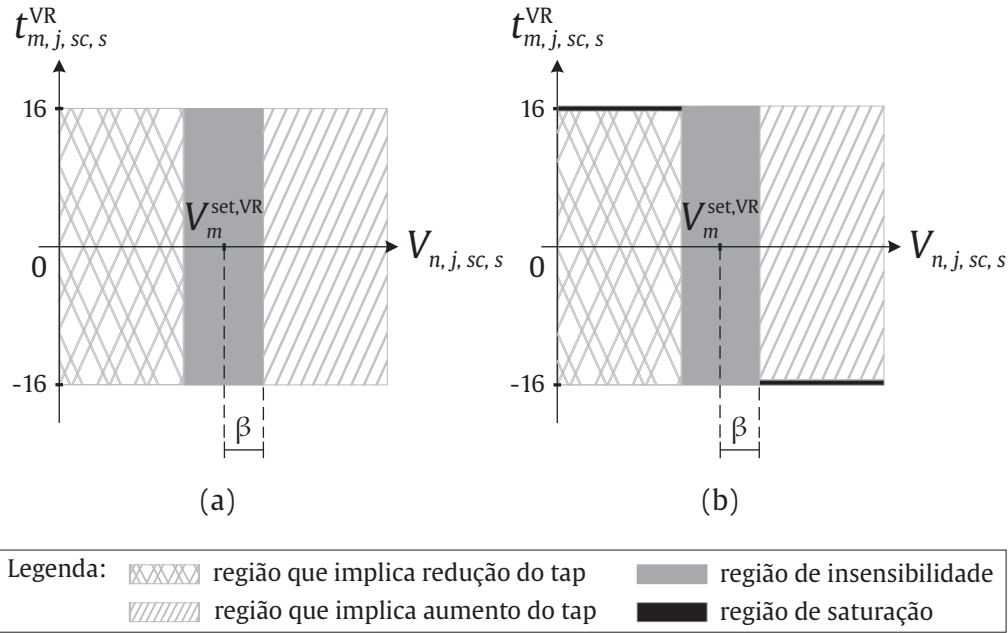 t^VR_m, j, sc, s
16
V^set,VR_m
0
V_n, j, sc, s
-16
β
(a)
t^VR_m, j, sc, s
16
V^set,VR_m
0
V_n, j, sc, s
-16
β
(b)
Legenda:
região que implica redução do tap
região de insensibilidade
região que implica aumento do tap
região de saturação